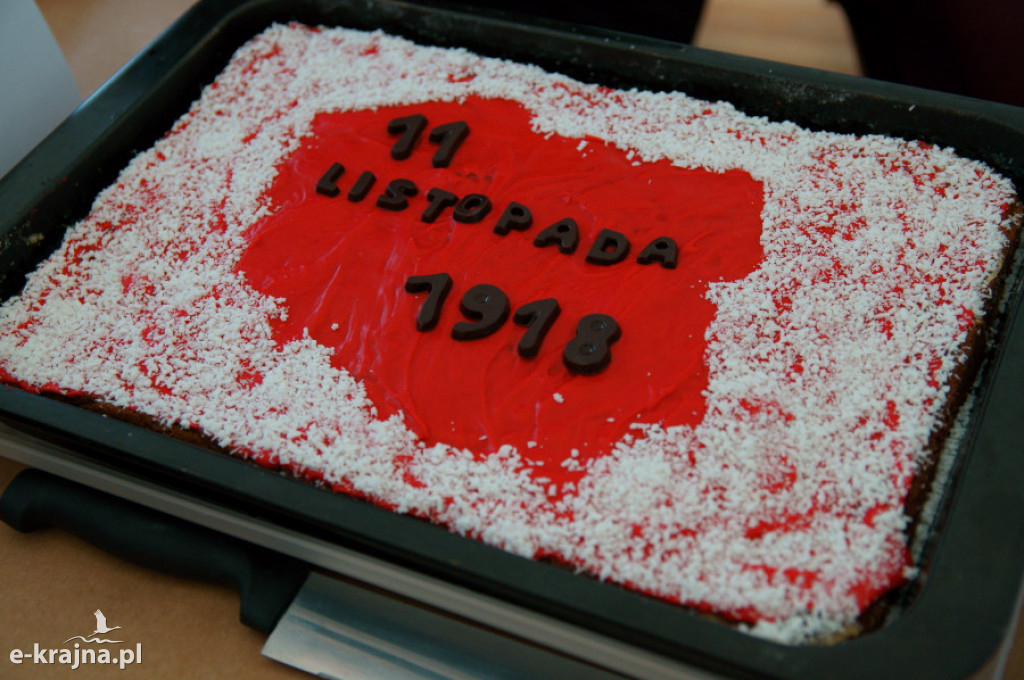 11
LISTOPADA
1918
e-krajna.pl